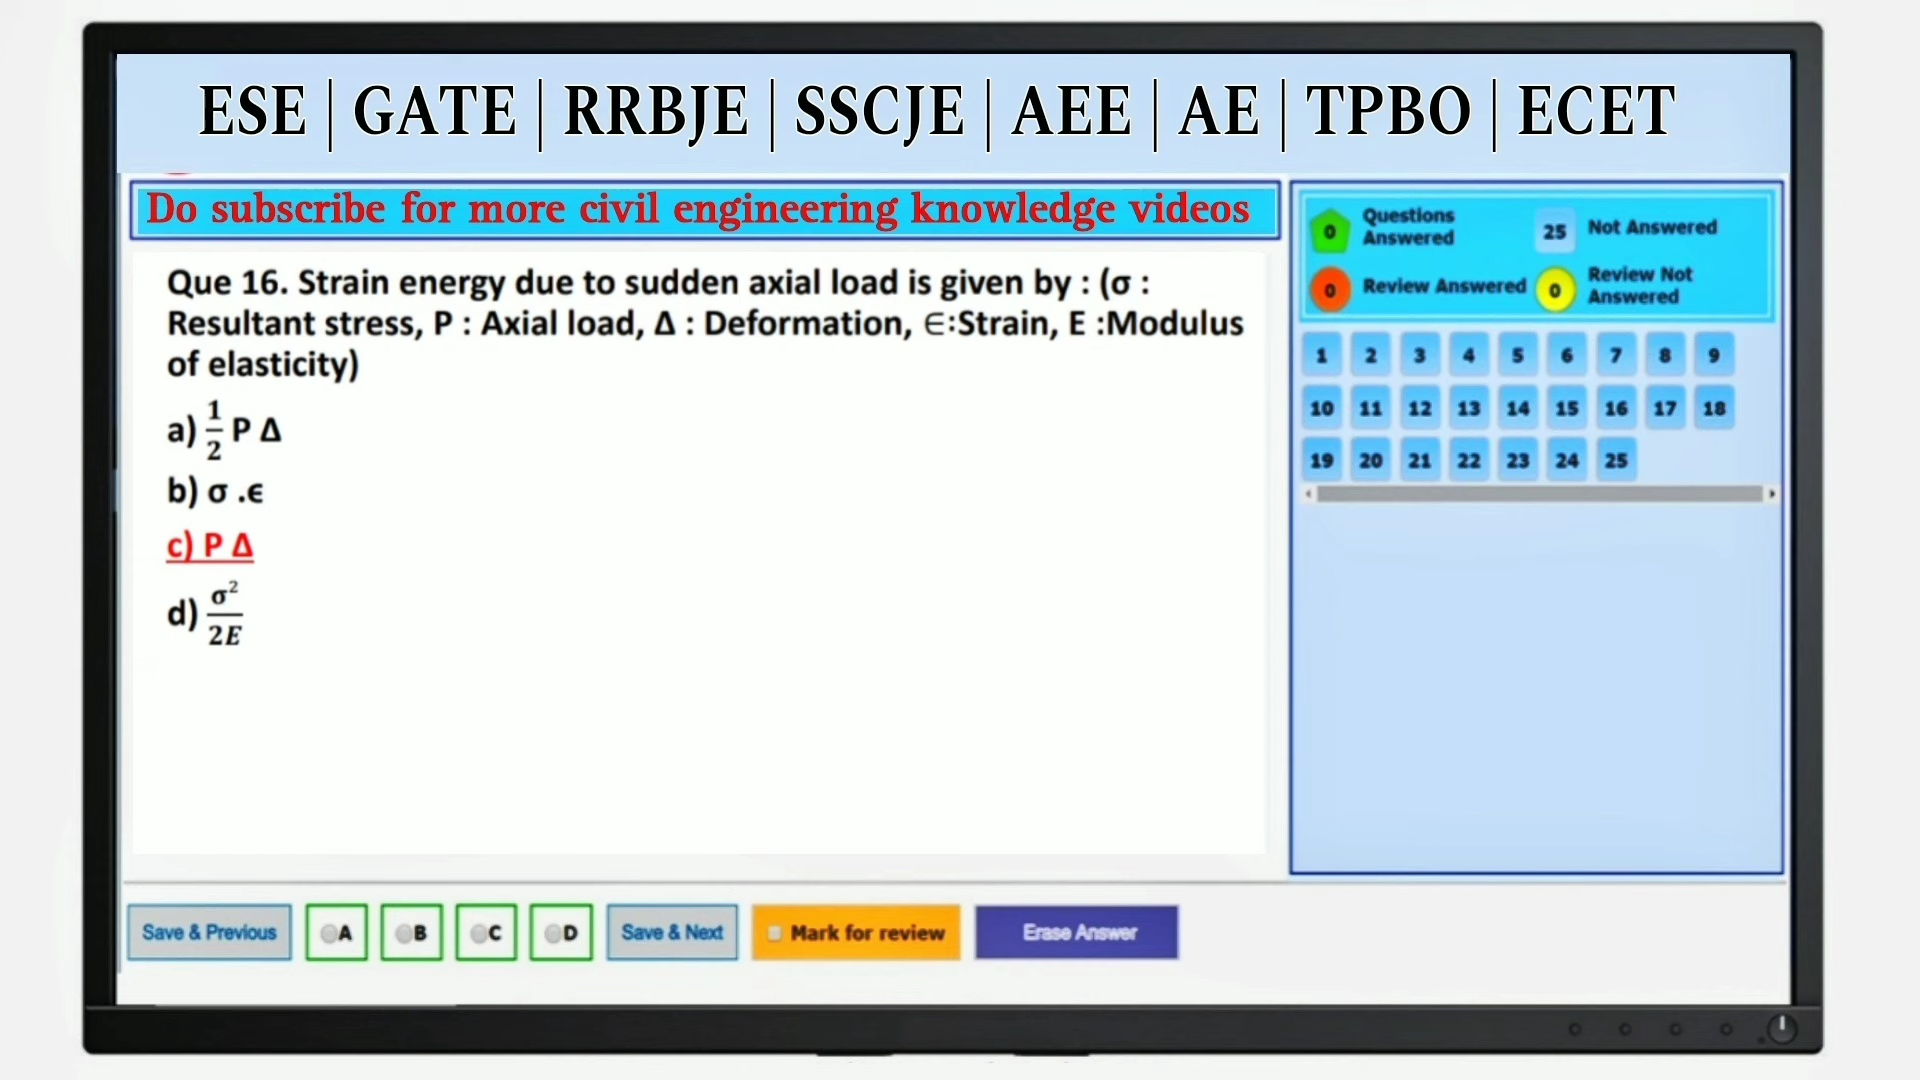 ESE | GATE | RRBJE | SSCJE | AEE | AE | TPBO | ECET
Do subscribe for more civil engineering knowledge videos
Que 16. Strain energy due to sudden axial load is given by : (σ :
Resultant stress, P : Axial load, Δ : Deformation, ∈:Strain, E :Modulus
of elasticity)
a) 1/2 P Δ
b) σ .ϵ
c) P Δ
d) σ²/2E
0 Questions Answered 25 Not Answered
0 Review Answered 0 Review Not Answered
1 2 3 4 5 6 7 8 9
10 11 12 13 14 15 16 17 18
19 20 21 22 23 24 25
Save & Previous A B C D Save & Next Mark for review Erase Answer